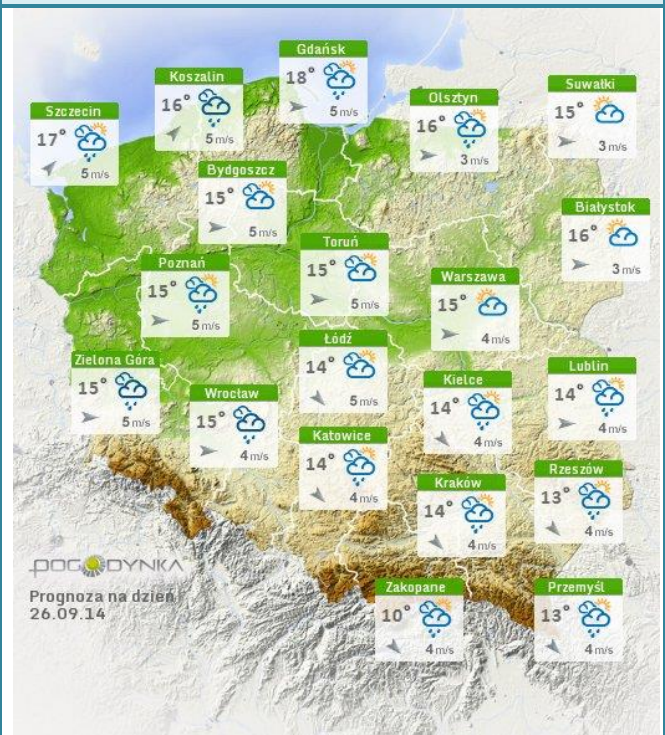 Gdańsk
18°
5 m/s
Koszalin
16°
5 m/s
Suwałki
15°
3 m/s
Olsztyn
16°
3 m/s
Szczecin
17°
5 m/s
Bydgoszcz
15°
5 m/s
Białystok
16°
3 m/s
Toruń
15°
5 m/s
Poznań
15°
5 m/s
Warszawa
15°
4 m/s
Łódź
14°
5 m/s
Zielona Góra
15°
5 m/s
Lublin
14°
4 m/s
Kielce
14°
4 m/s
Wrocław
15°
4 m/s
Katowice
14°
4 m/s
Rzeszów
13°
4 m/s
Kraków
14°
4 m/s
POGODYNKA
Prognoza na dzień
26.09.14
Zakopane
10°
4 m/s
Przemyśl
13°
4 m/s